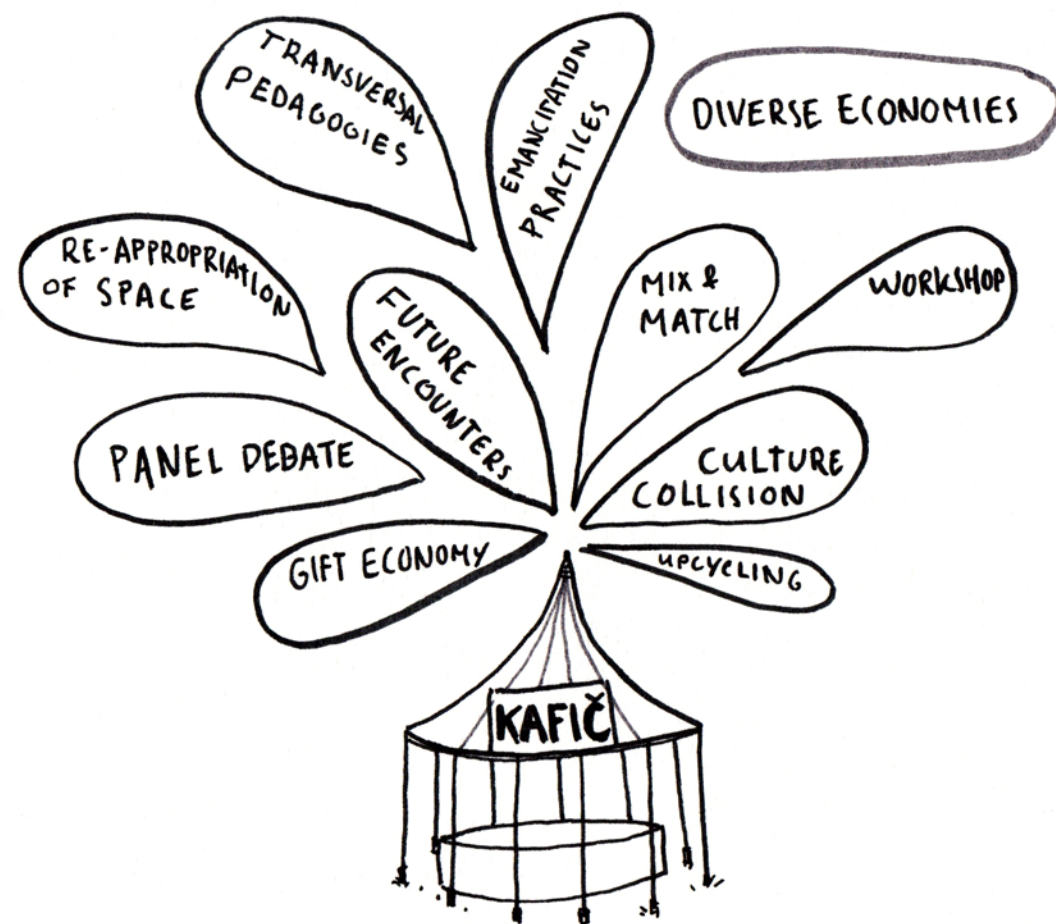 TRANSVERSAL
PEDAGOGIES
EMANCIPATION
PRACTICES
DIVERSE ECONOMIES
RE-APPROPRIATION
OF SPACE
FUTURE
ENCOUNTERS
MIX &
MATCH
WORKSHOP
PANEL DEBATE
CULTURE
COLLISION
GIFT ECONOMY
UPCYCLING
KAFIČ